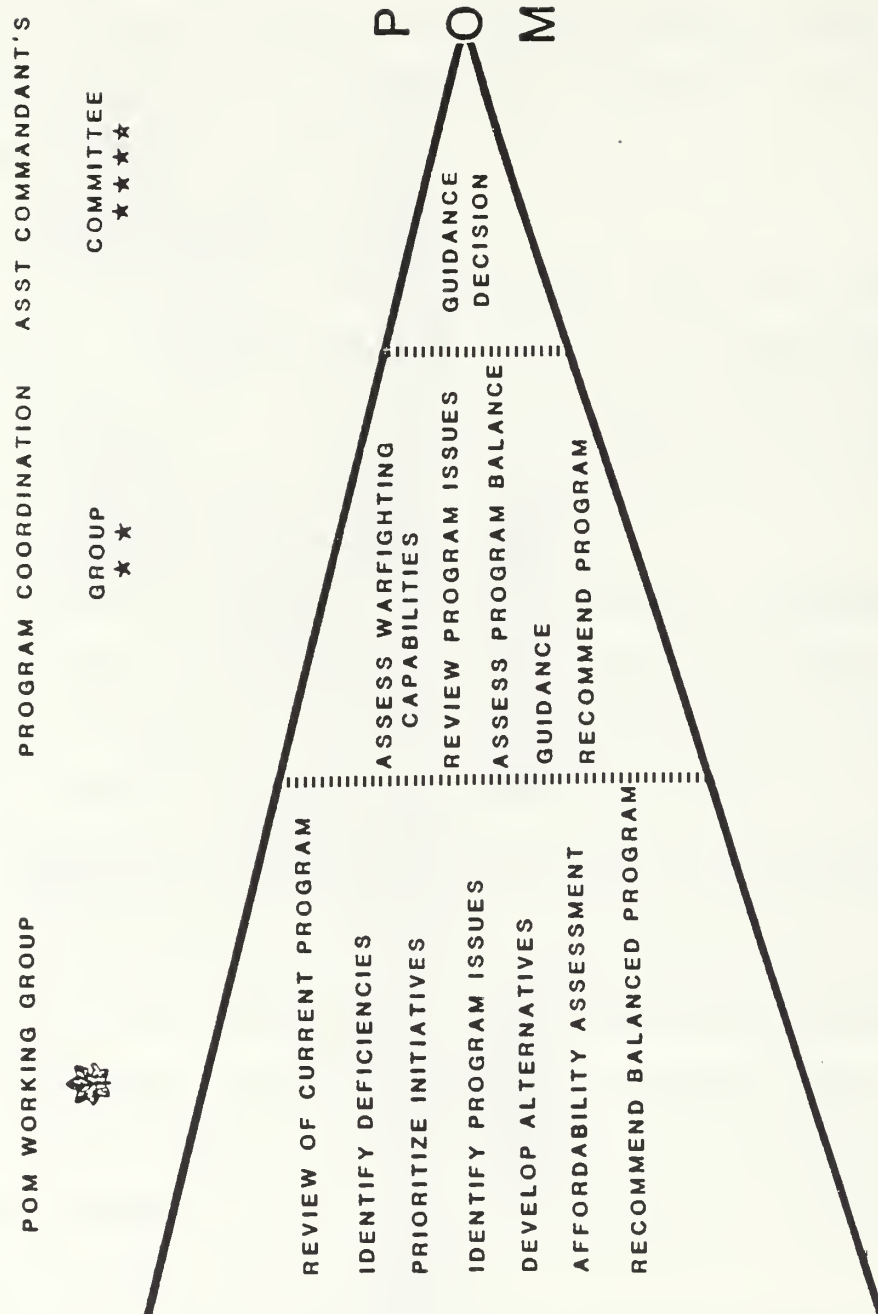 POM WORKING GROUP
PROGRAM COORDINATION
GROUP
ASST COMMANDANT'S
COMMITTEE
REVIEW OF CURRENT PROGRAM
IDENTIFY DEFICIENCIES
PRIORITIZE INITIATIVES
IDENTIFY PROGRAM ISSUES
DEVELOP ALTERNATIVES
AFFORDABILITY ASSESSMENT
RECOMMEND BALANCED PROGRAM
ASSESS WARFIGHTING
CAPABILITIES
REVIEW PROGRAM ISSUES
ASSESS PROGRAM BALANCE
GUIDANCE
RECOMMEND PROGRAM
GUIDANCE
DECISION
P
O
M